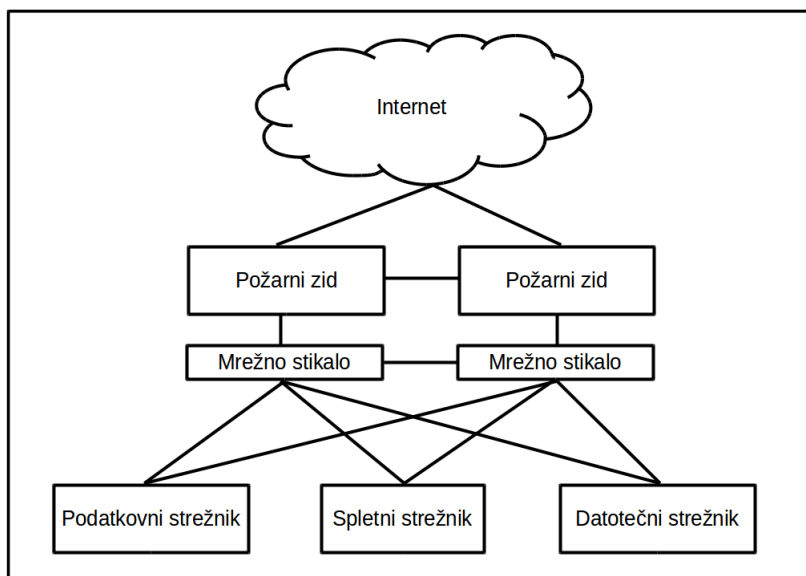 Internet
Požarni zid
Požarni zid
Mrežno stikalo
Mrežno stikalo
Podatkovni strežnik
Spletni strežnik
Datotečni strežnik